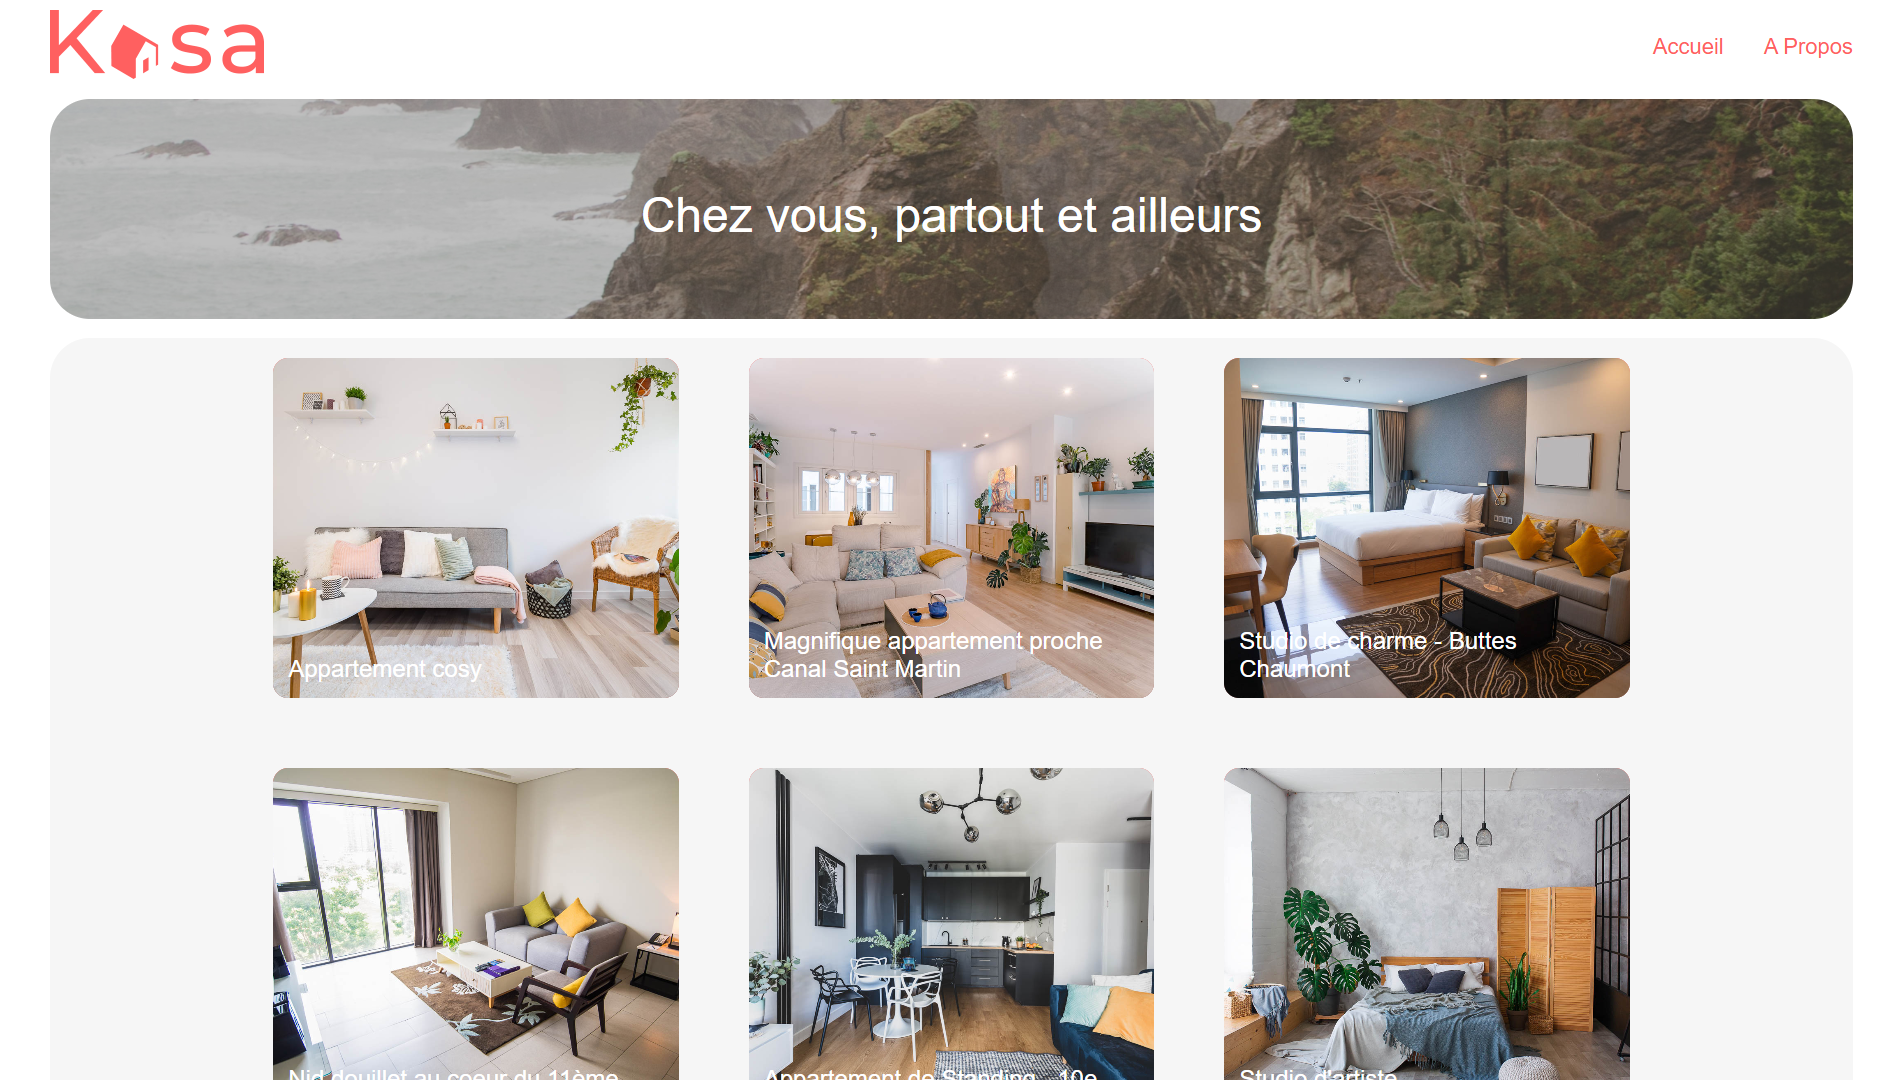 Kasa
Accueil
A Propos
Chez vous, partout et ailleurs
Appartement cosy
Magnifique appartement proche
Canal Saint Martin
Studio de charme - Buttes
Chaumont
Nid douillet au coeur du 11ème
Appartement de Standing - 10e
Studio d'artiste